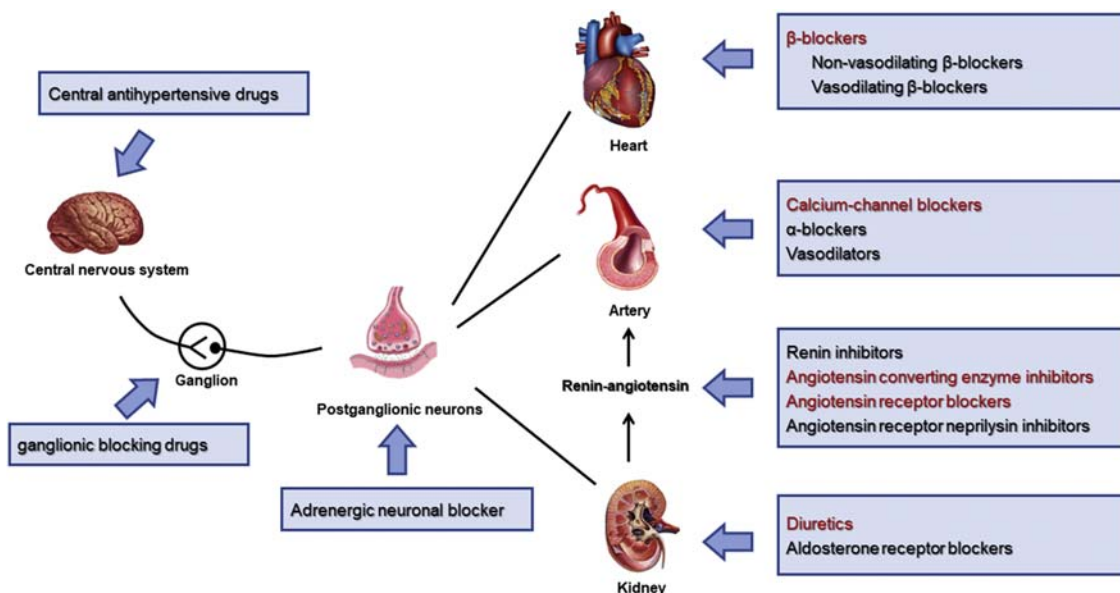 Central antihypertensive drugs
Central nervous system
Ganglion
ganglionic blocking drugs
Postganglionic neurons
Adrenergic neuronal blocker
Heart
β-blockers
Non-vasodilating β-blockers
Vasodilating β-blockers
Artery
Calcium-channel blockers
α-blockers
Vasodilators
Renin-angiotensin
Renin inhibitors
Angiotensin converting enzyme inhibitors
Angiotensin receptor blockers
Angiotensin receptor neprilysin inhibitors
Kidney
Diuretics
Aldosterone receptor blockers